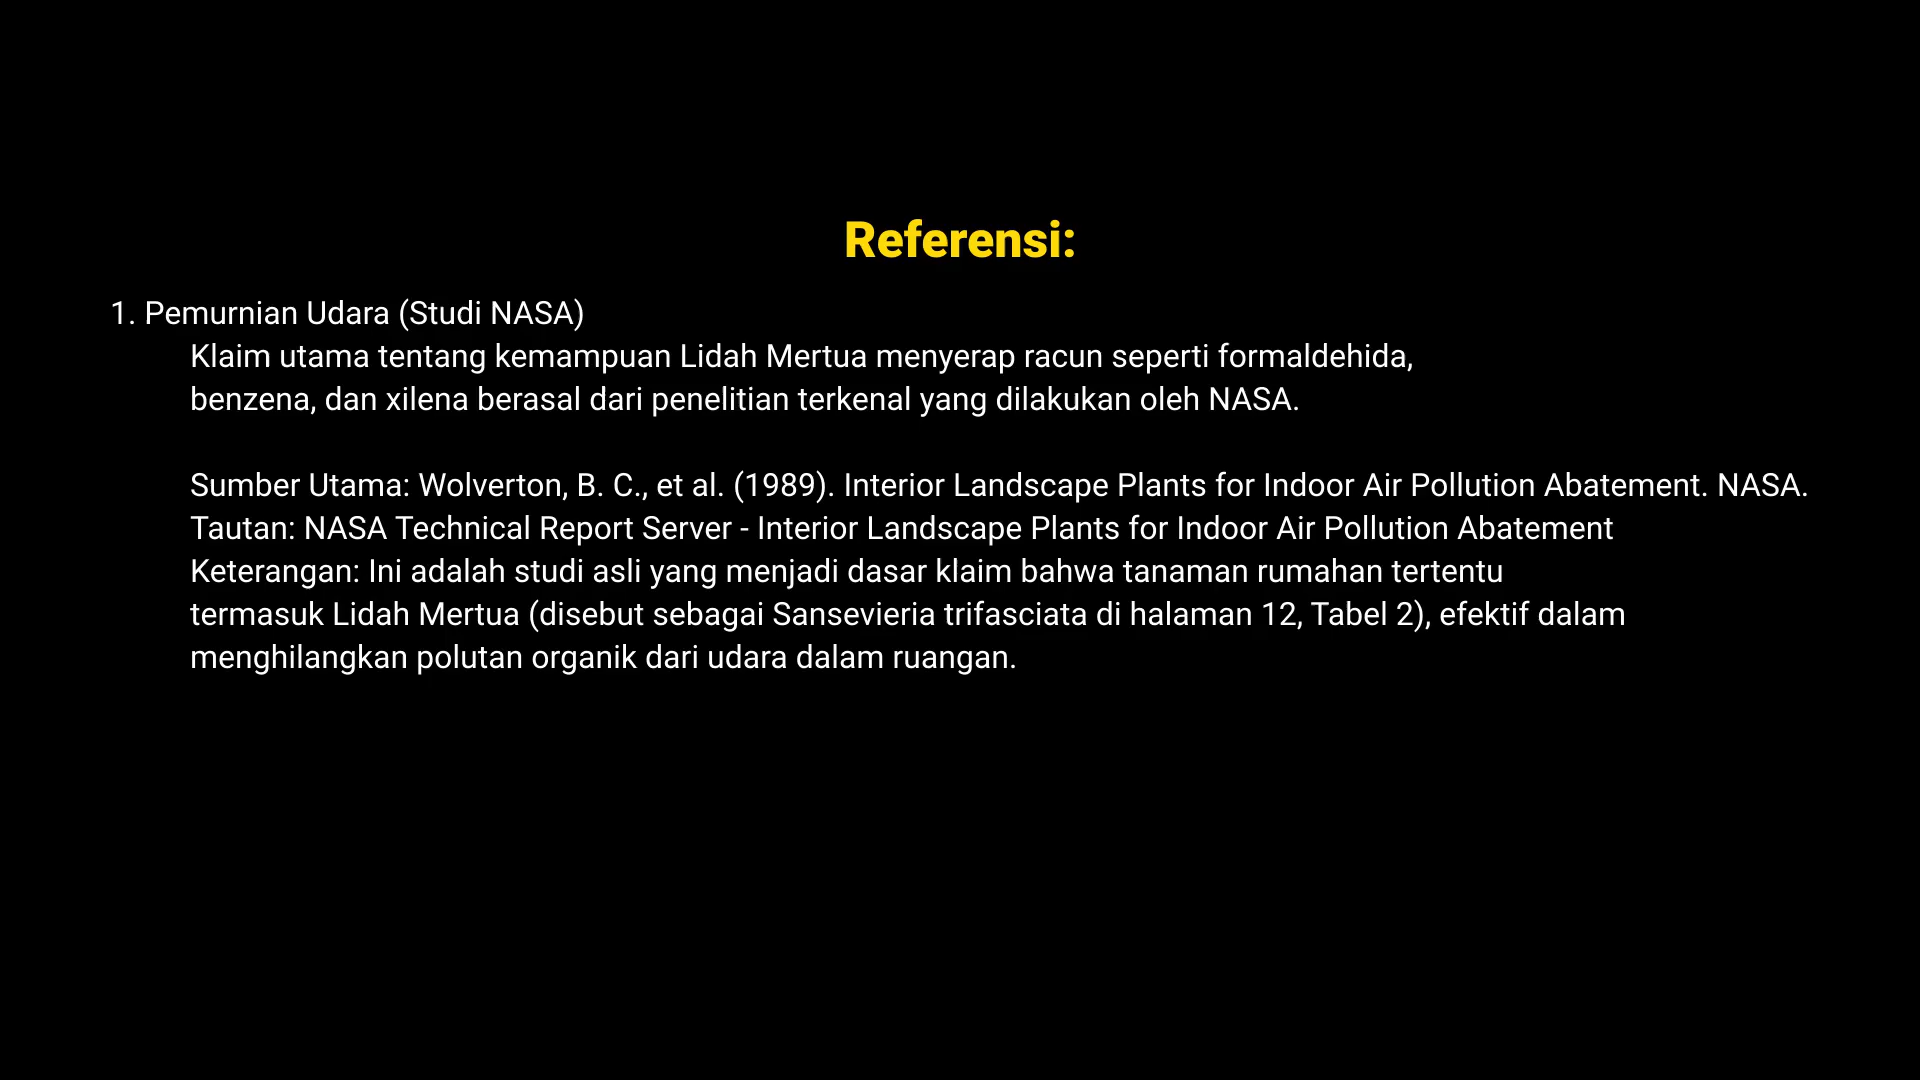 Referensi:
1. Pemurnian Udara (Studi NASA)
Klaim utama tentang kemampuan Lidah Mertua menyerap racun seperti formaldehida,
benzena, dan xilena berasal dari penelitian terkenal yang dilakukan oleh NASA.
Sumber Utama: Wolverton, B. C., et al. (1989). Interior Landscape Plants for Indoor Air Pollution Abatement. NASA.
Tautan: NASA Technical Report Server - Interior Landscape Plants for Indoor Air Pollution Abatement
Keterangan: Ini adalah studi asli yang menjadi dasar klaim bahwa tanaman rumahan tertentu
termasuk Lidah Mertua (disebut sebagai Sansevieria trifasciata di halaman 12, Tabel 2), efektif dalam
menghilangkan polutan organik dari udara dalam ruangan.